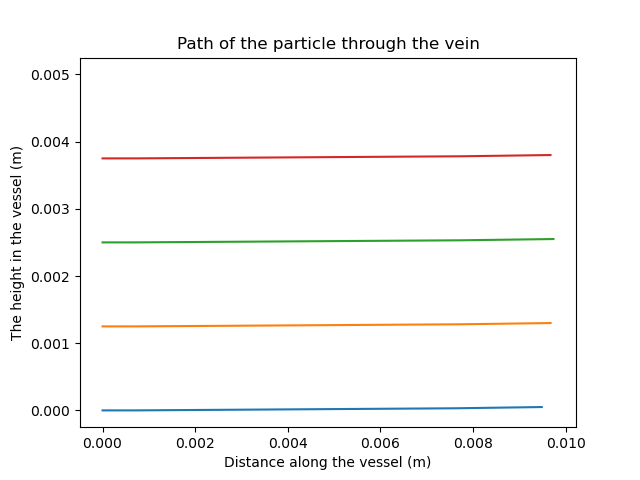 Path of the particle through the vein
The height in the vessel (m)
0.005
0.004
0.003
0.002
0.001
0.000
0.000 0.002 0.004 0.006 0.008 0.010
Distance along the vessel (m)